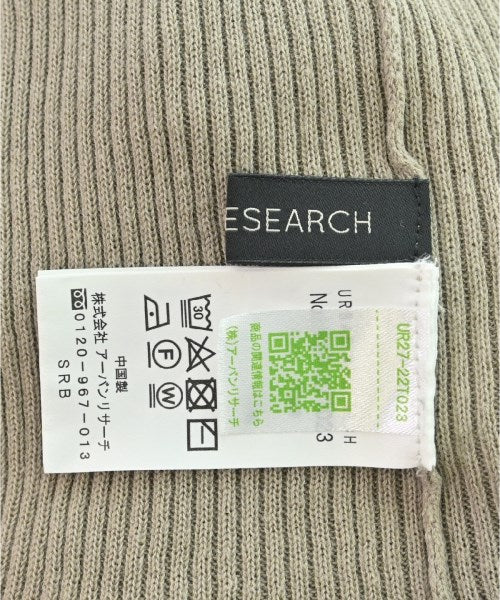 ESEARCH
UR27-22T023
商品の関連情報はこちら
(株)アーバンリサーチ
UR
No
H
3
30
F
W
中国製
株式会社 アーバンリサーチ
0120-967-013
SRB